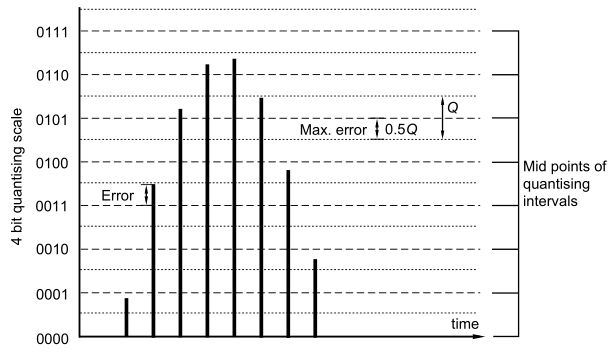 0111
0110
Q
0101
Max. error 0.5Q
0100
Mid points of
quantising
intervals
Error
0011
0010
0001
time
0000
4 bit quantising scale